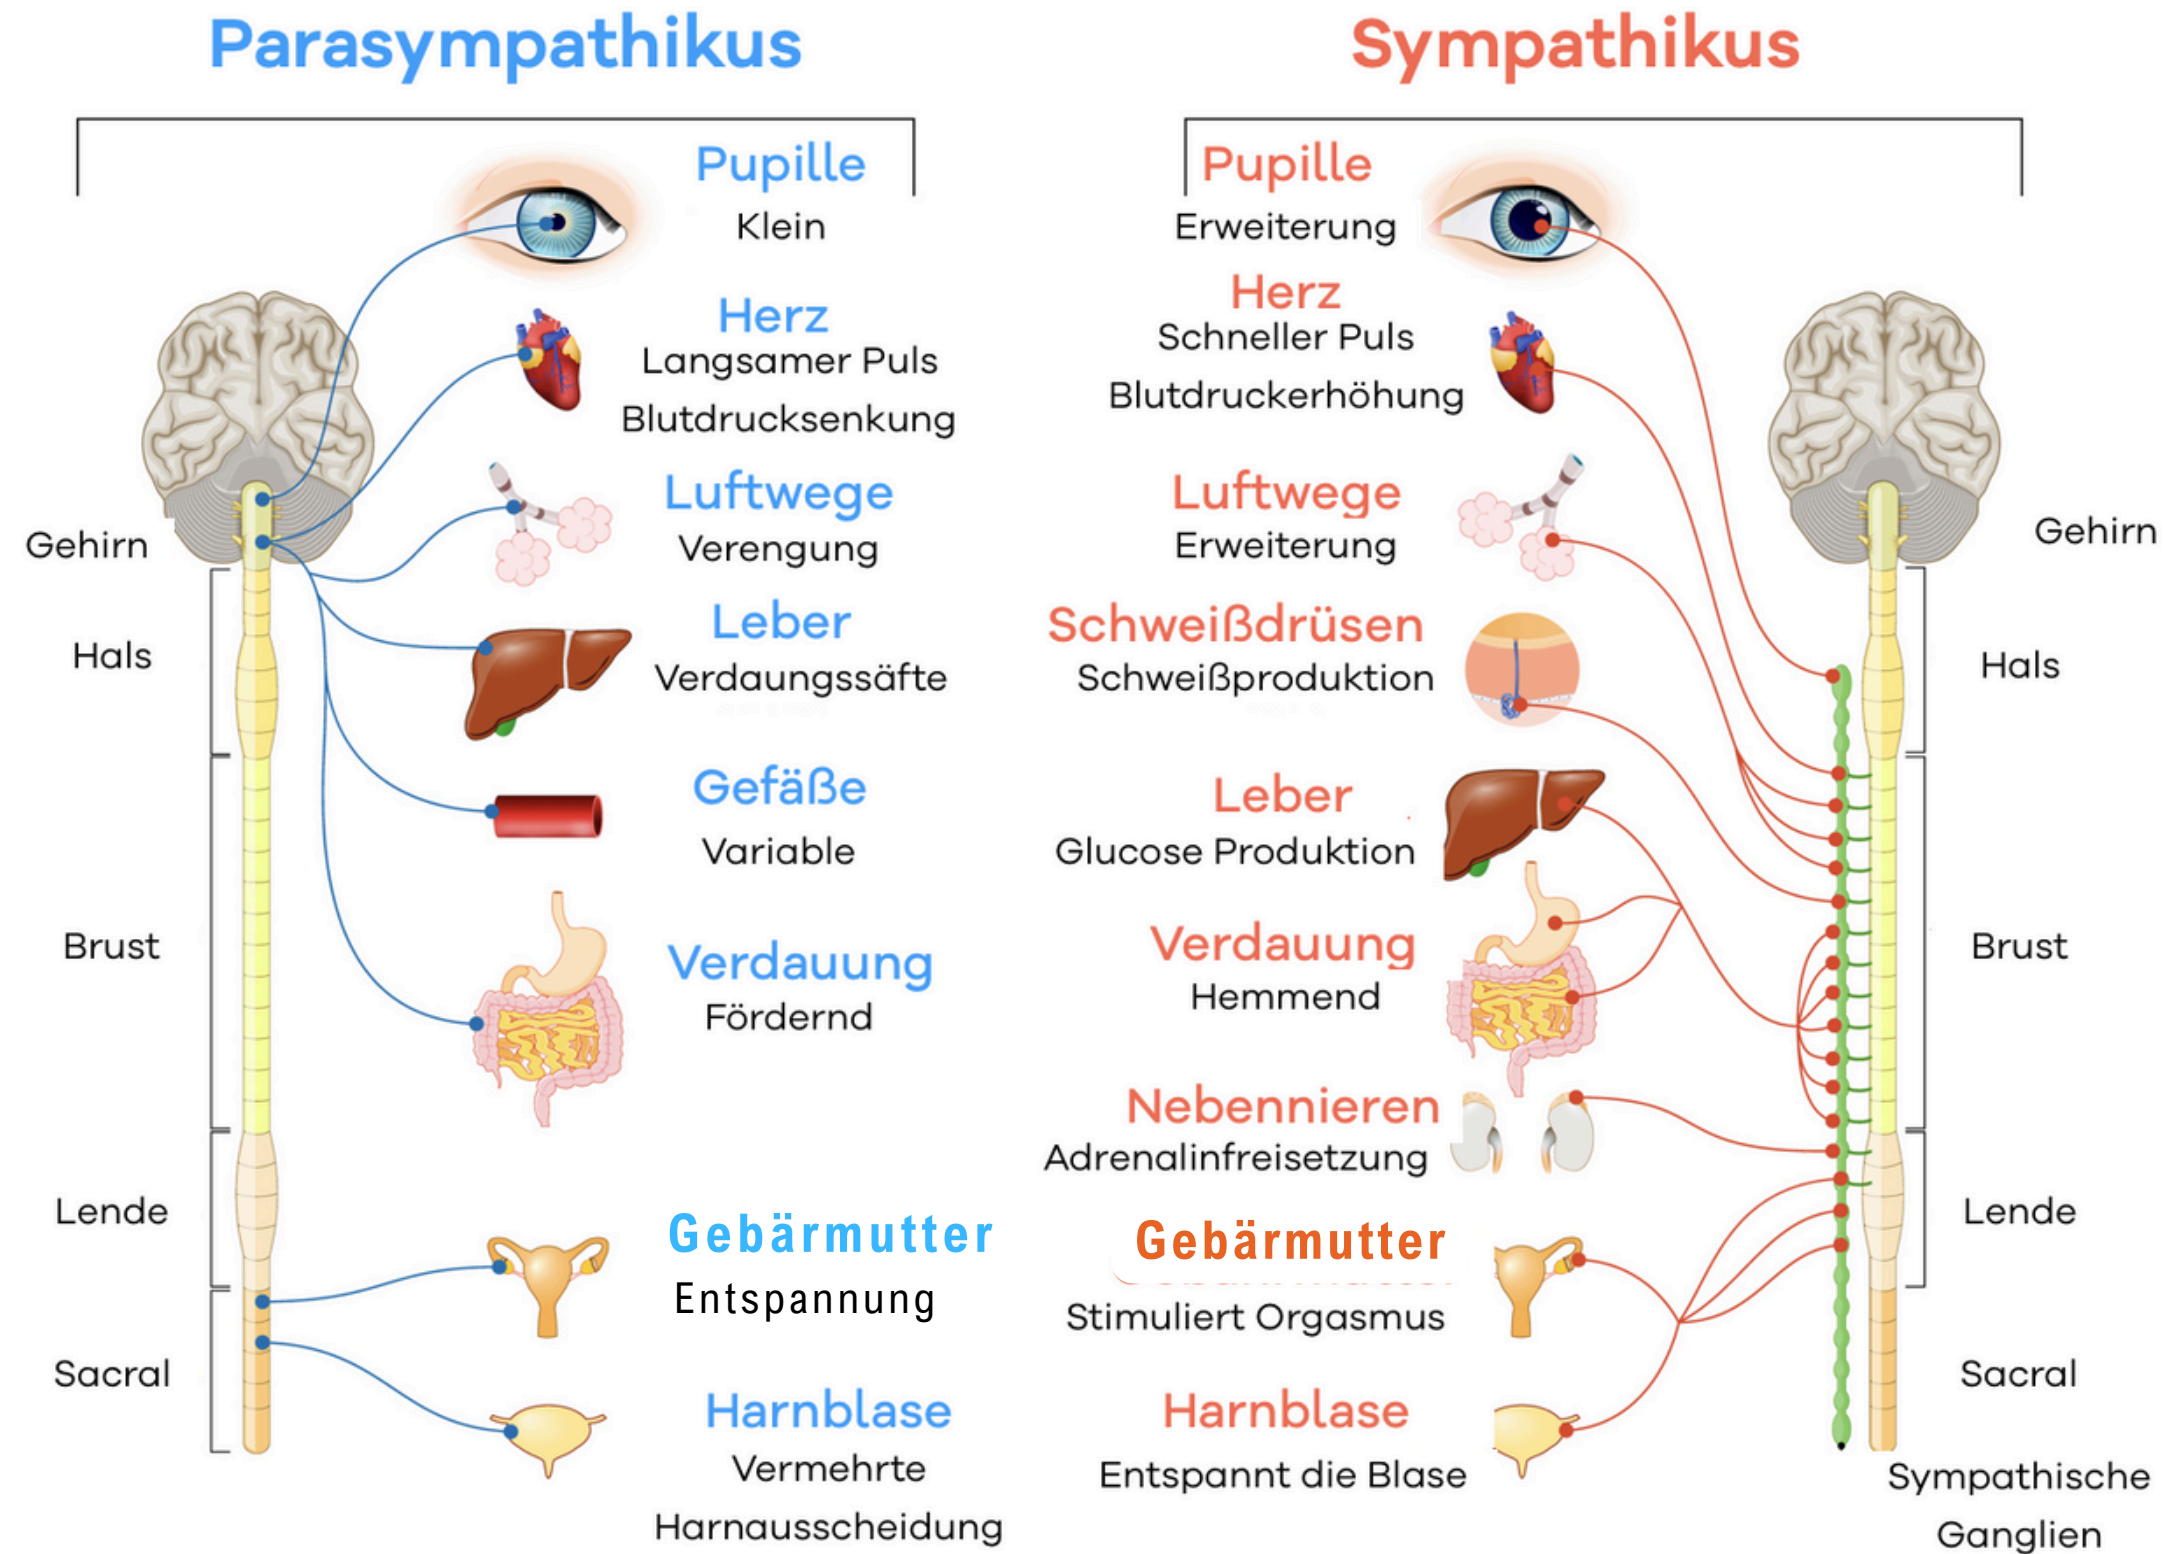 Parasympathikus
Pupille
Klein
Herz
Langsamer Puls
Blutdrucksenkung
Luftwege
Verengung
Leber
Verdaungssäfte
Gefäße
Variable
Verdauung
Fördernd
Gebärmutter
Entspannung
Harnblase
Vermehrte
Harnausscheidung
Gehirn
Hals
Brust
Lende
Sacral
Sympathikus
Pupille
Erweiterung
Herz
Schneller Puls
Blutdruckerhöhung
Luftwege
Erweiterung
Schweißdrüsen
Schweißproduktion
Leber
Glucose Produktion
Verdauung
Hemmend
Nebennieren
Adrenalinfreisetzung
Gebärmutter
Stimuliert Orgasmus
Harnblase
Entspannt die Blase
Gehirn
Hals
Brust
Lende
Sacral
Sympathische
Ganglien